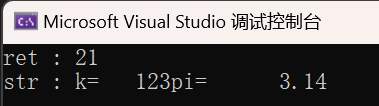 Microsoft Visual Studio 调试控制台
ret : 21
str : k=   123pi=      3.14